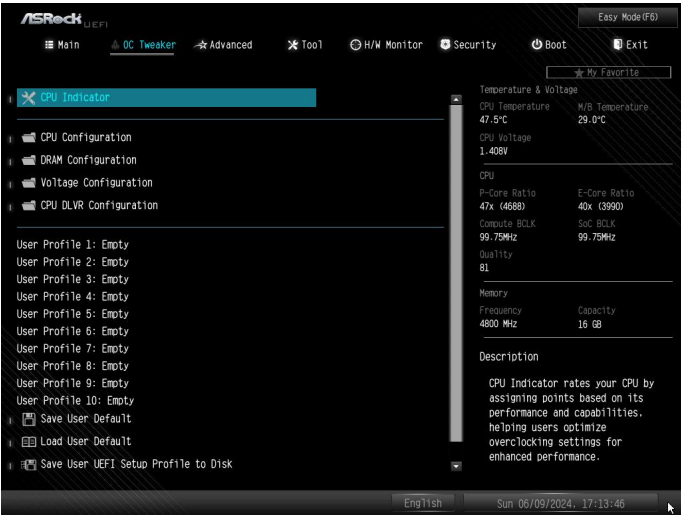 ASRock UEFI
Easy Mode(F6)
Main OC Tweaker Advanced Tool H/W Monitor Security Boot Exit
My Favorite
CPU Indicator
CPU Configuration
DRAM Configuration
Voltage Configuration
CPU DLVR Configuration
User Profile 1: Empty
User Profile 2: Empty
User Profile 3: Empty
User Profile 4: Empty
User Profile 5: Empty
User Profile 6: Empty
User Profile 7: Empty
User Profile 8: Empty
User Profile 9: Empty
User Profile 10: Empty
Save User Default
Load User Default
Save User UEFI Setup Profile to Disk
Temperature & Voltage
CPU Temperature M/B Temperature
47.5°C 29.0°C
CPU Voltage
1.408V
CPU
P-Core Ratio E-Core Ratio
47x (4688) 40x (3990)
Compute BCLK SoC BCLK
99.75MHz 99.75MHz
Quality
81
Memory
Frequency Capacity
4800 MHz 16 GB
Description
CPU Indicator rates your CPU by
assigning points based on its
performance and capabilities.
helping users optimize
overclocking settings for
enhanced performance.
English Sun 06/09/2024. 17:13:46